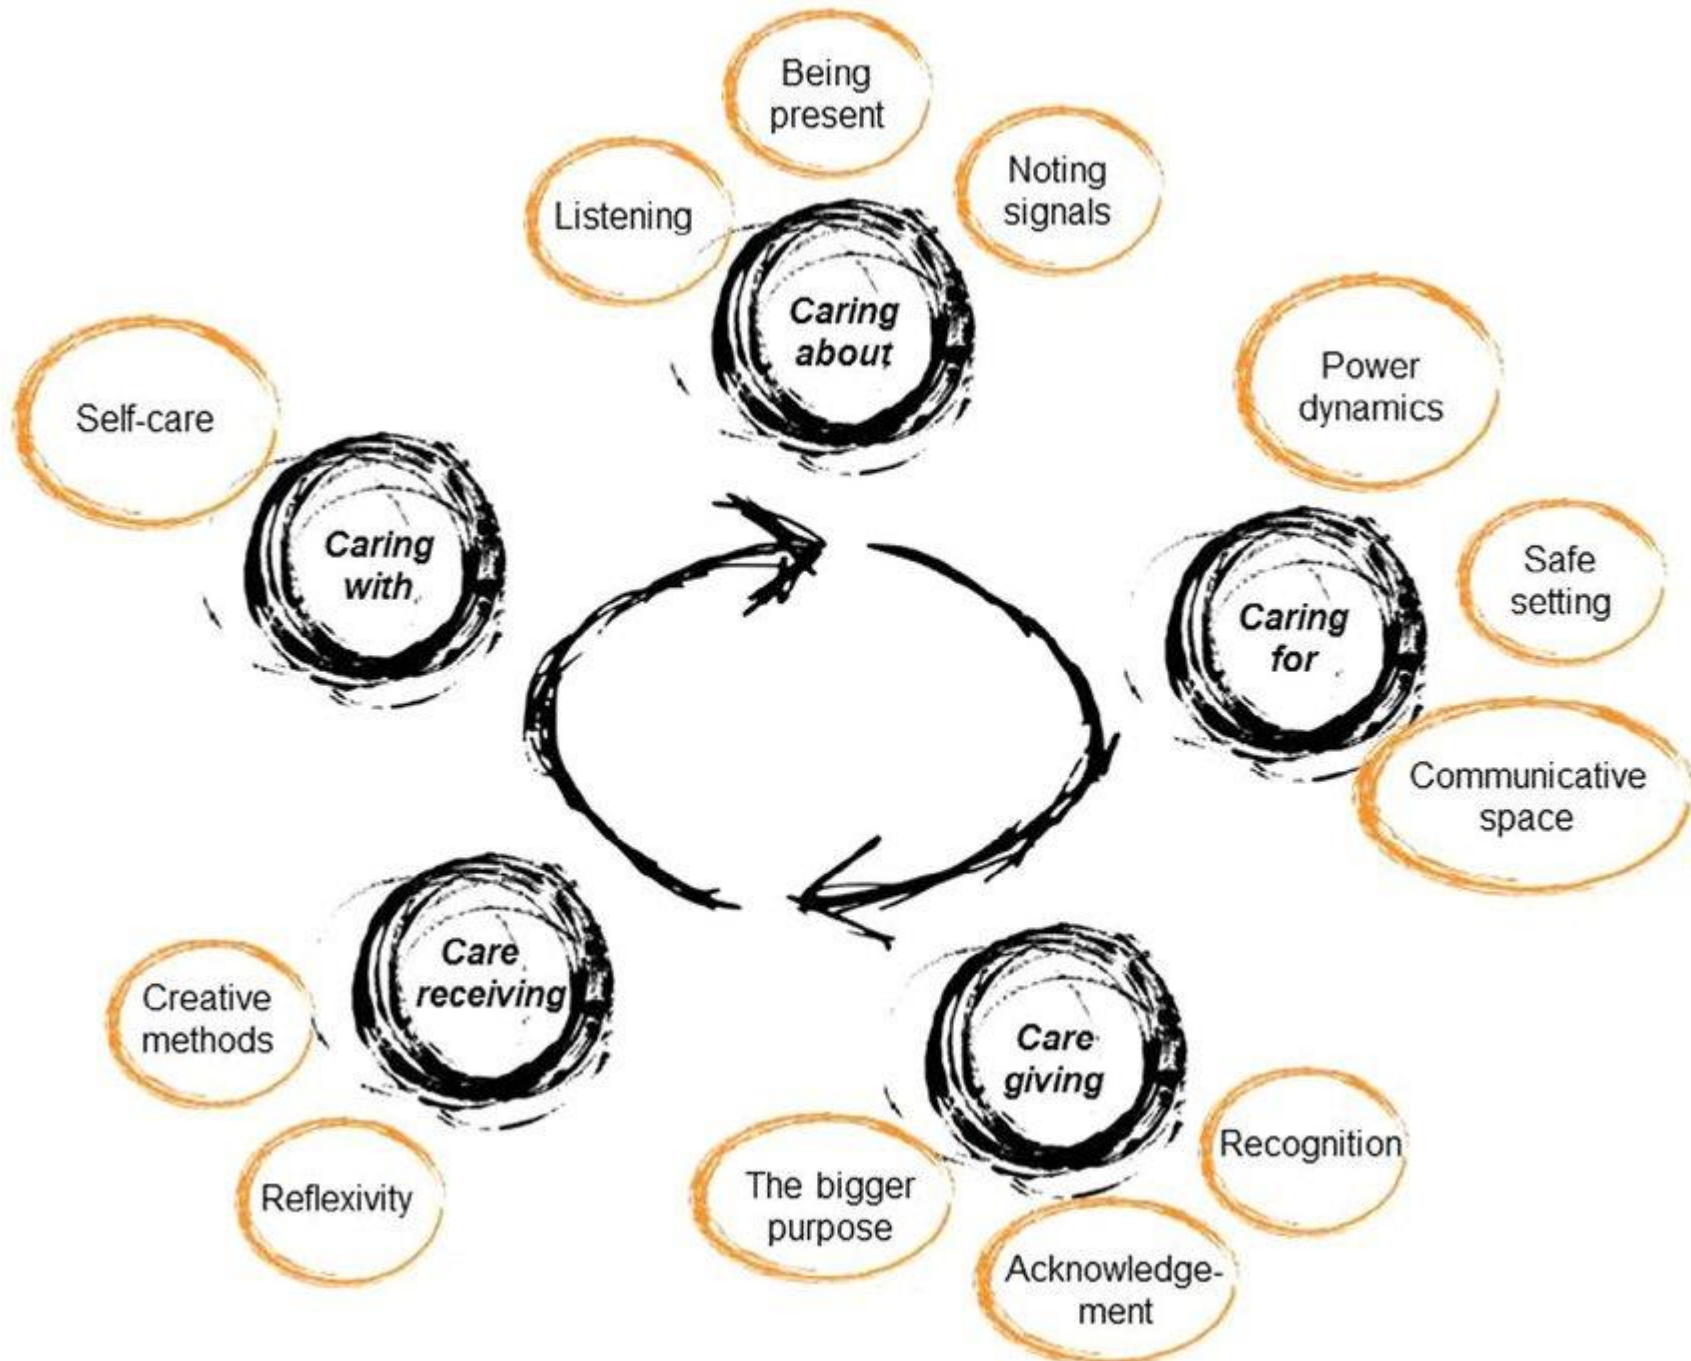 Being
present
Noting
signals
Listening
Caring
about
Power
dynamics
Safe
setting
Caring
for
Communicative
space
Care
giving
Recognition
Acknowledge-
ment
The bigger
purpose
Care
receiving
Reflexivity
Creative
methods
Caring
with
Self-care